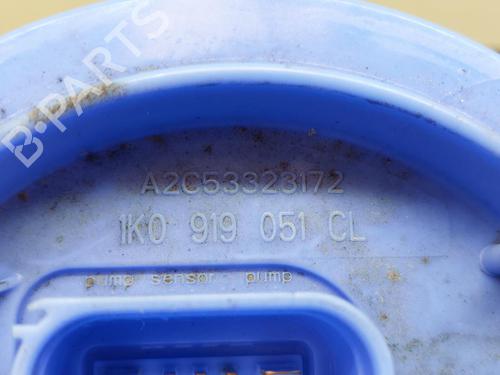 B-PARTS
A2C53323172
1K0 919 051 CL
pump sensor pump